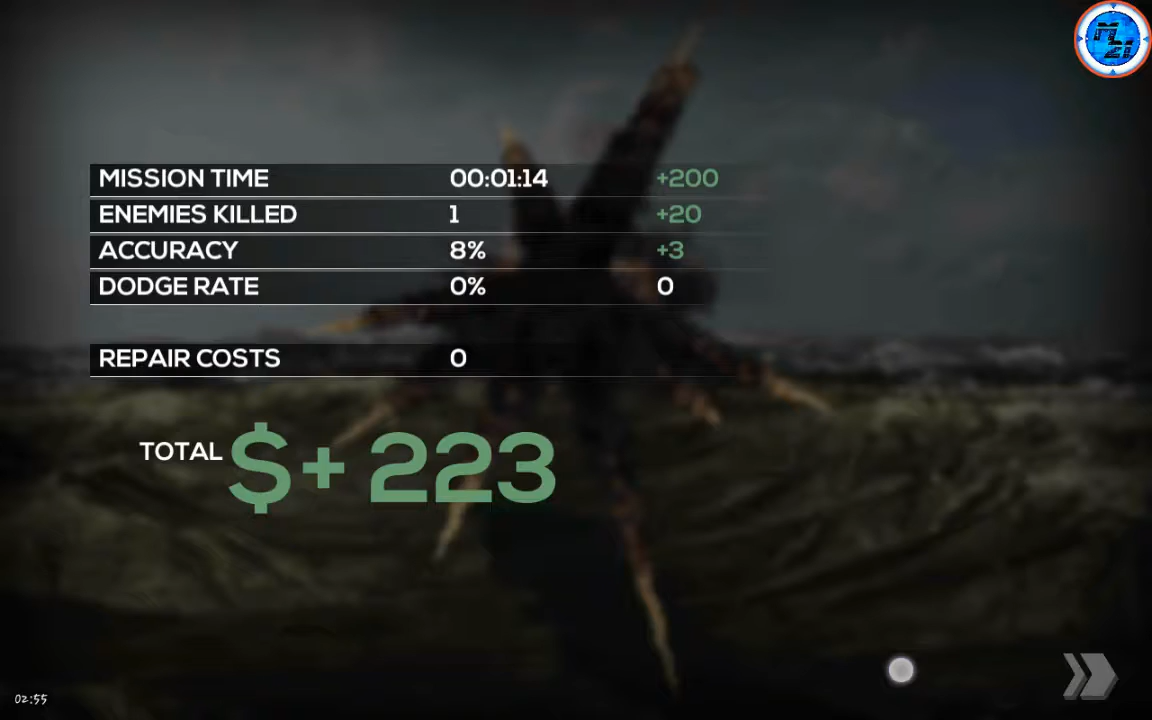 M
21
MISSION TIME 00:01:14 +200
ENEMIES KILLED 1 +20
ACCURACY 8% +3
DODGE RATE 0% 0
REPAIR COSTS 0
TOTAL $+ 223
02:55